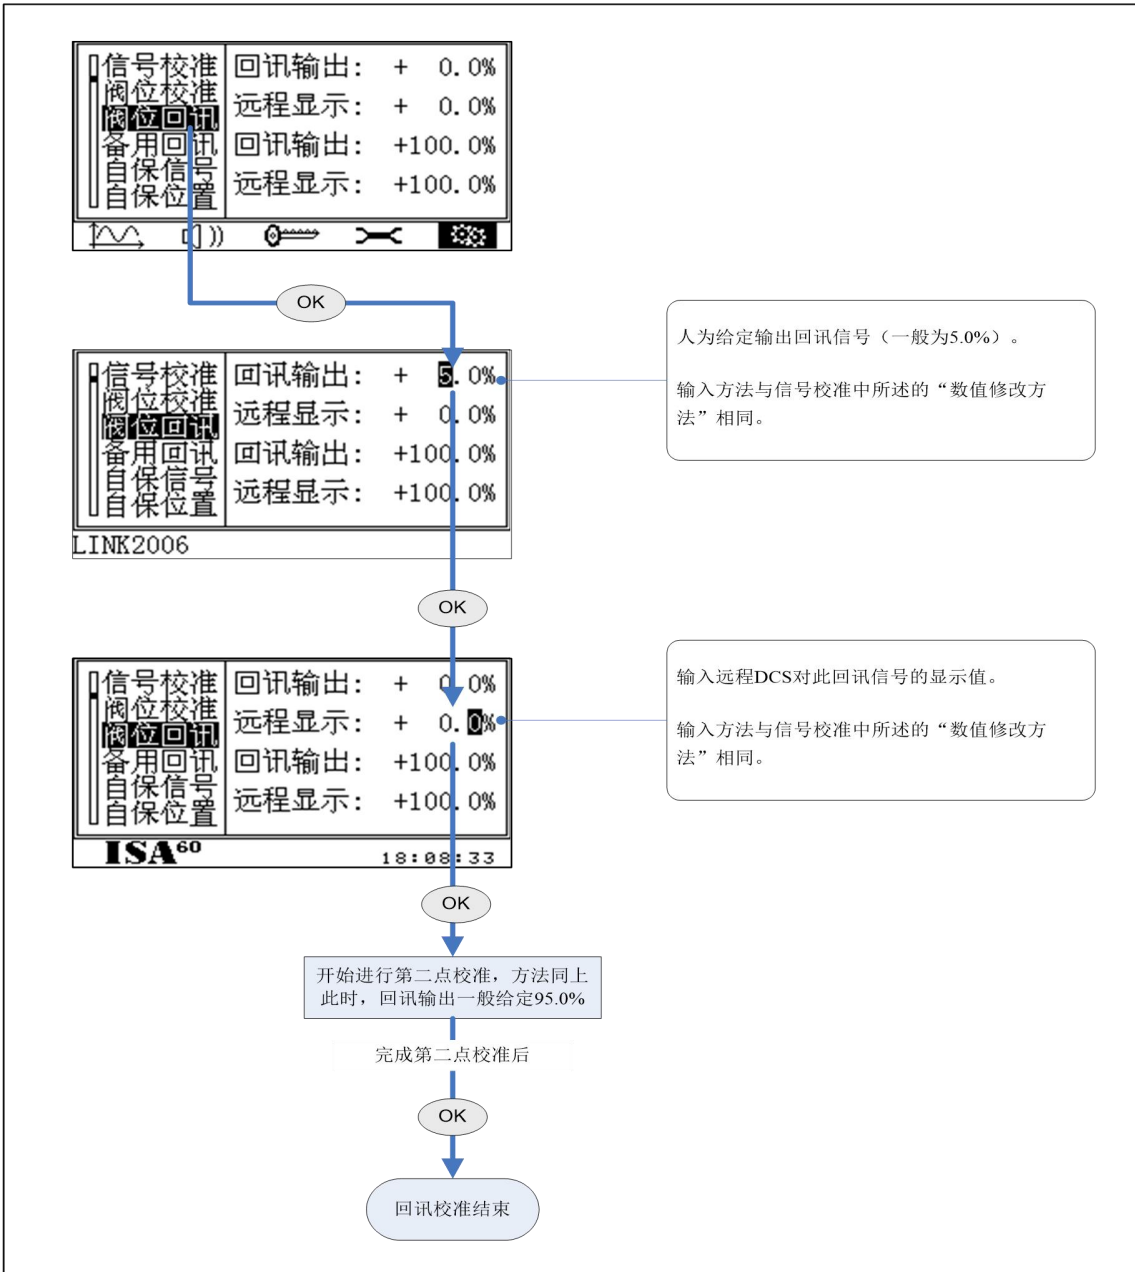 信号校准 回讯输出: + 0.0%
阀位校准
阀位回讯 远程显示: + 0.0%
备用回讯 回讯输出: +100.0%
自保信号
自保位置 远程显示: +100.0%
OK
人为给定输出回讯信号（一般为5.0%）。
输入方法与信号校准中所述的“数值修改方
法”相同。
信号校准 回讯输出: + 5.0%
阀位校准
阀位回讯 远程显示: + 0.0%
备用回讯 回讯输出: +100.0%
自保信号
自保位置 远程显示: +100.0%
LINK2006
OK
输入远程DCS对此回讯信号的显示值。
输入方法与信号校准中所述的“数值修改方
法”相同。
信号校准 回讯输出: + 0.0%
阀位校准
阀位回讯 远程显示: + 0.0%
备用回讯 回讯输出: +100.0%
自保信号
自保位置 远程显示: +100.0%
ISA60 18:08:33
OK
开始进行第二点校准，方法同上
此时，回讯输出一般给定95.0%
完成第二点校准后
OK
回讯校准结束